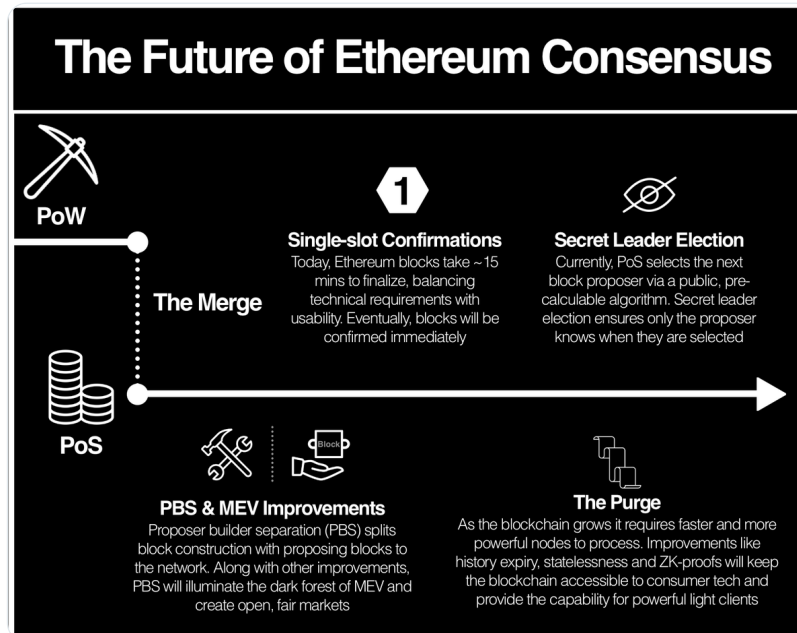 The Future of Ethereum Consensus
PoW
The Merge
PoS
1
Single-slot Confirmations
Today, Ethereum blocks take ~15
mins to finalize, balancing
technical requirements with
usability. Eventually, blocks will be
confirmed immediately
Secret Leader Election
Currently, PoS selects the next
block proposer via a public, pre-
calculable algorithm. Secret leader
election ensures only the proposer
knows when they are selected
Block
PBS & MEV Improvements
Proposer builder separation (PBS) splits
block construction with proposing blocks to
the network. Along with other improvements,
PBS will illuminate the dark forest of MEV and
create open, fair markets
The Purge
As the blockchain grows it requires faster and more
powerful nodes to process. Improvements like
history expiry, statelessness and ZK-proofs will keep
the blockchain accessible to consumer tech and
provide the capability for powerful light clients